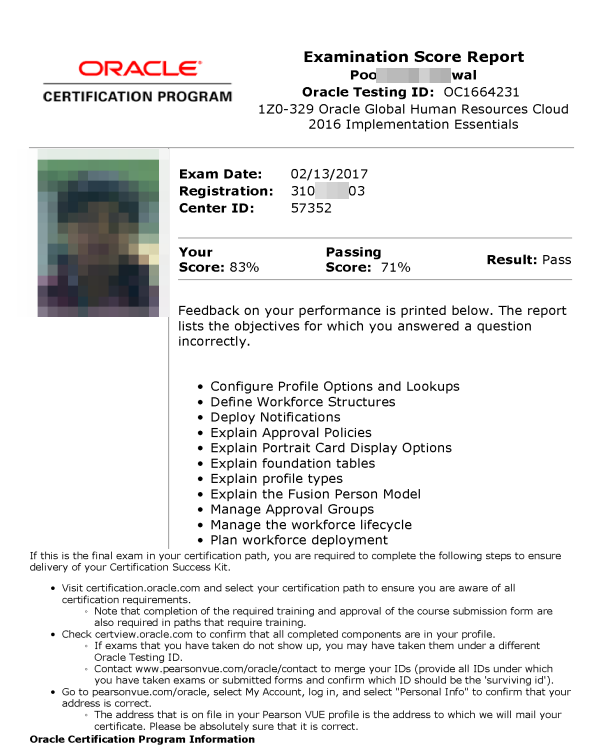 ORACLE
CERTIFICATION PROGRAM
Examination Score Report
Poo wal
Oracle Testing ID: OC1664231
1Z0-329 Oracle Global Human Resources Cloud
2016 Implementation Essentials
Exam Date: 02/13/2017
Registration: 310 03
Center ID: 57352
Your Score: 83%
Passing Score: 71%
Result: Pass
Feedback on your performance is printed below. The report
lists the objectives for which you answered a question
incorrectly.
• Configure Profile Options and Lookups
• Define Workforce Structures
• Deploy Notifications
• Explain Approval Policies
• Explain Portrait Card Display Options
• Explain foundation tables
• Explain profile types
• Explain the Fusion Person Model
• Manage Approval Groups
• Manage the workforce lifecycle
• Plan workforce deployment
If this is the final exam in your certification path, you are required to complete the following steps to ensure
delivery of your Certification Success Kit.
• Visit certification.oracle.com and select your certification path to ensure you are aware of all
certification requirements.
◦ Note that completion of the required training and approval of the course submission form are
also required in paths that require training.
• Check certview.oracle.com to confirm that all completed components are in your profile.
◦ If exams that you have taken do not show up, you may have taken them under a different
Oracle Testing ID.
◦ Contact www.pearsonvue.com/oracle/contact to merge your IDs (provide all IDs under which
you have taken exams or submitted forms and confirm which ID should be the 'surviving id').
• Go to pearsonvue.com/oracle, select My Account, log in, and select "Personal Info" to confirm that your
address is correct.
◦ The address that is on file in your Pearson VUE profile is the address to which we will mail your
certificate. Please be absolutely sure that it is correct.
Oracle Certification Program Information